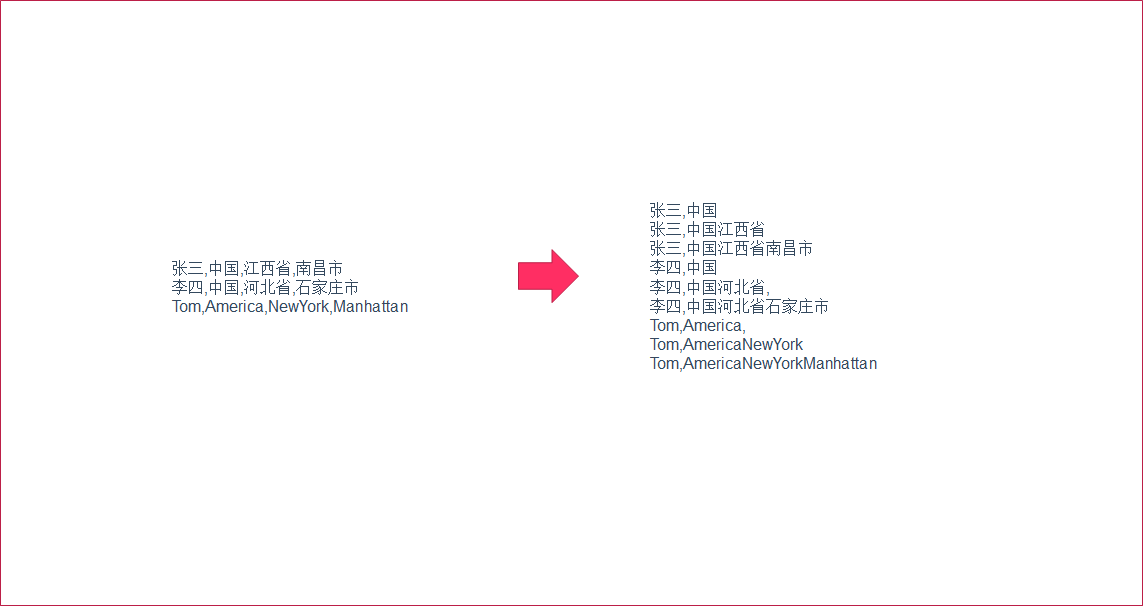 张三,中国,江西省,南昌市
李四,中国,河北省,石家庄市
Tom,America,NewYork,Manhattan
张三,中国
张三,中国江西省
张三,中国江西省南昌市
李四,中国
李四,中国河北省,
李四,中国河北省石家庄市
Tom,America,
Tom,AmericaNewYork
Tom,AmericaNewYorkManhattan